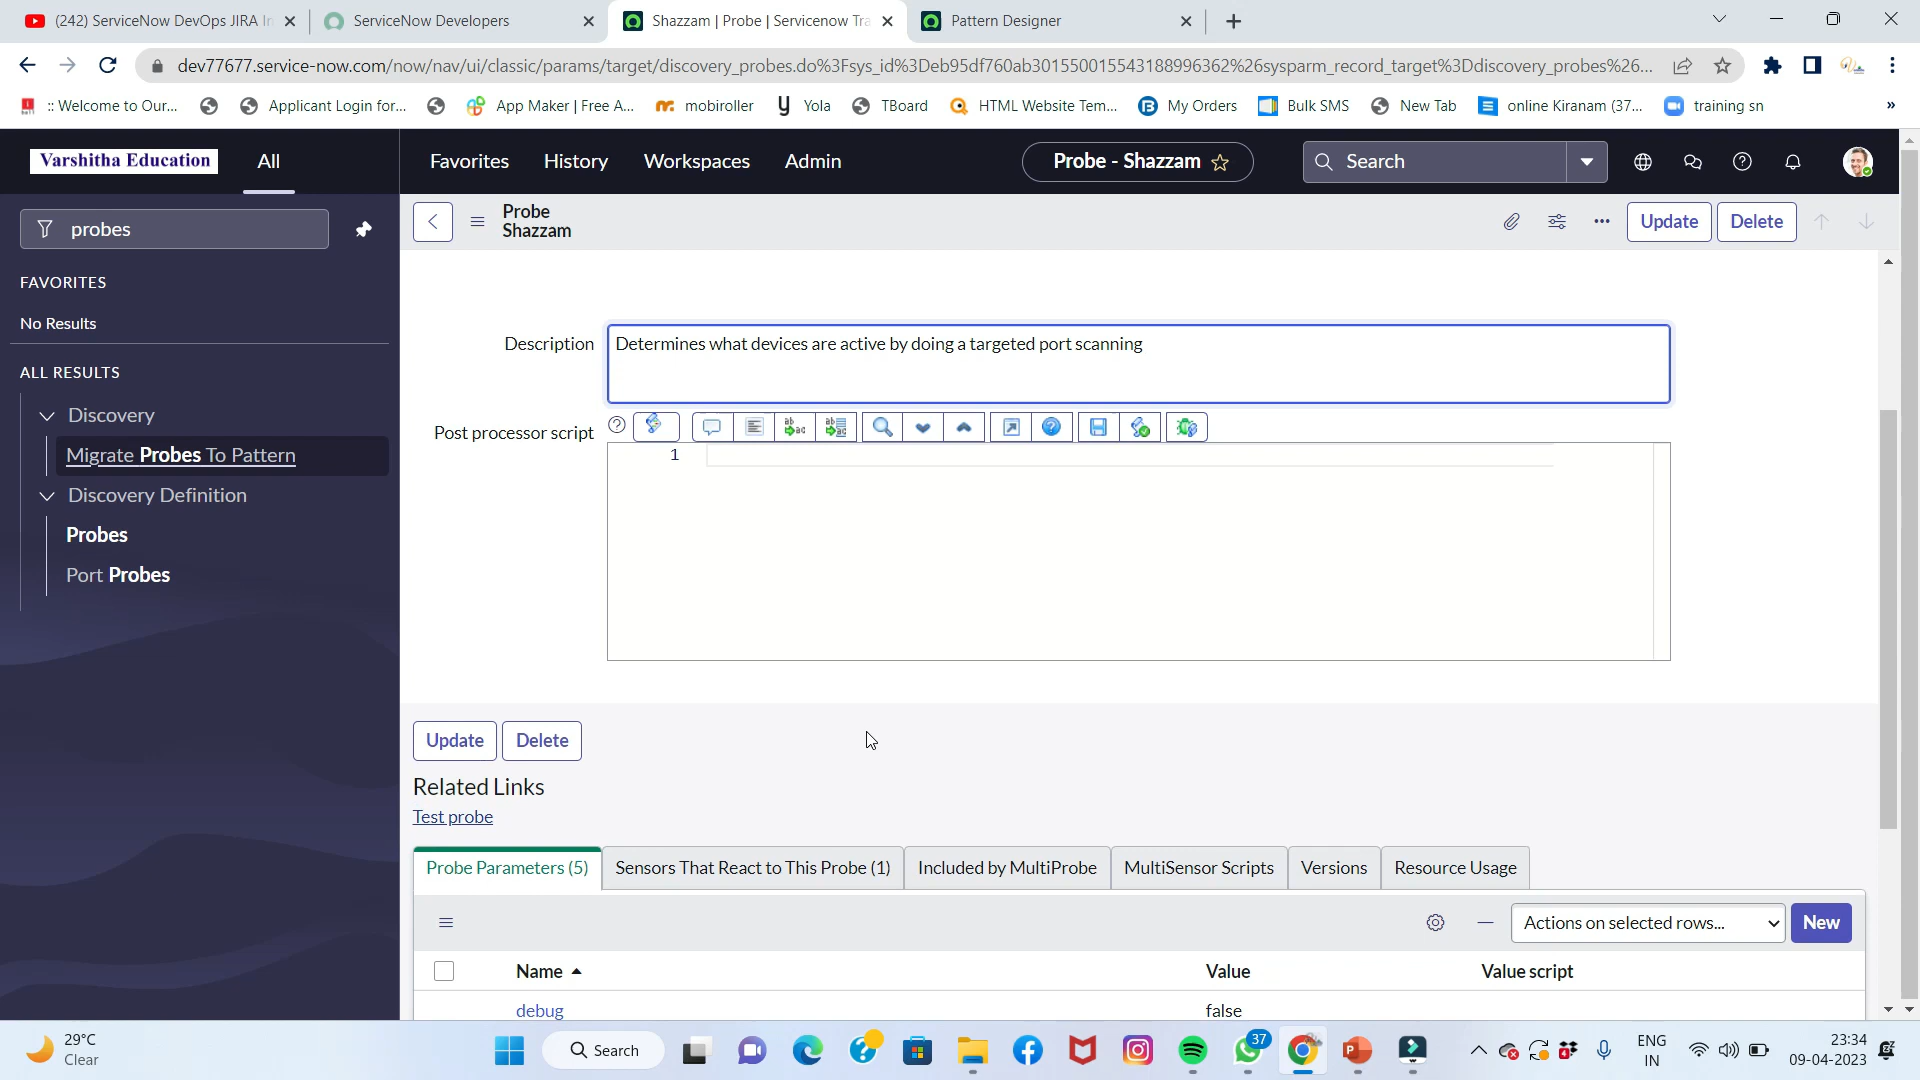 (242) ServiceNow DevOps JIRA In
ServiceNow Developers
Shazzam | Probe | Servicenow Tra
Pattern Designer
dev77677.service-now.com/now/nav/ui/classic/params/target/discovery_probes.do%3Fsys_id%3Deb95df760ab30155001554318899 6362%26sysparm_record_target%3Ddiscovery_probes%26...
:: Welcome to Our...
Applicant Login for...
App Maker | Free A...
mobiroller
Yola
TBoard
HTML Website Tem...
My Orders
Bulk SMS
New Tab
online Kiranam (37...
training sn
»
Varshitha Education
All
Favorites
History
Workspaces
Admin
Probe - Shazzam
Search
probes
Probe
Shazzam
Update
Delete
FAVORITES
No Results
ALL RESULTS
Discovery
Migrate Probes To Pattern
Discovery Definition
Probes
Port Probes
Description
Determines what devices are active by doing a targeted port scanning
Post processor script
1
Update
Delete
Related Links
Test probe
Probe Parameters (5)
Sensors That React to This Probe (1)
Included by MultiProbe
MultiSensor Scripts
Versions
Resource Usage
Actions on selected rows...
New
Name
Value
Value script
debug
false
29°C
Clear
Search
37
ENG
IN
23:34
09-04-2023